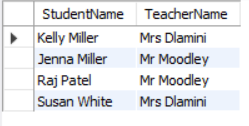 StudentName TeacherName
Kelly Miller Mrs Dlamini
Jenna Miller Mr Moodley
Raj Patel Mr Moodley
Susan White Mrs Dlamini